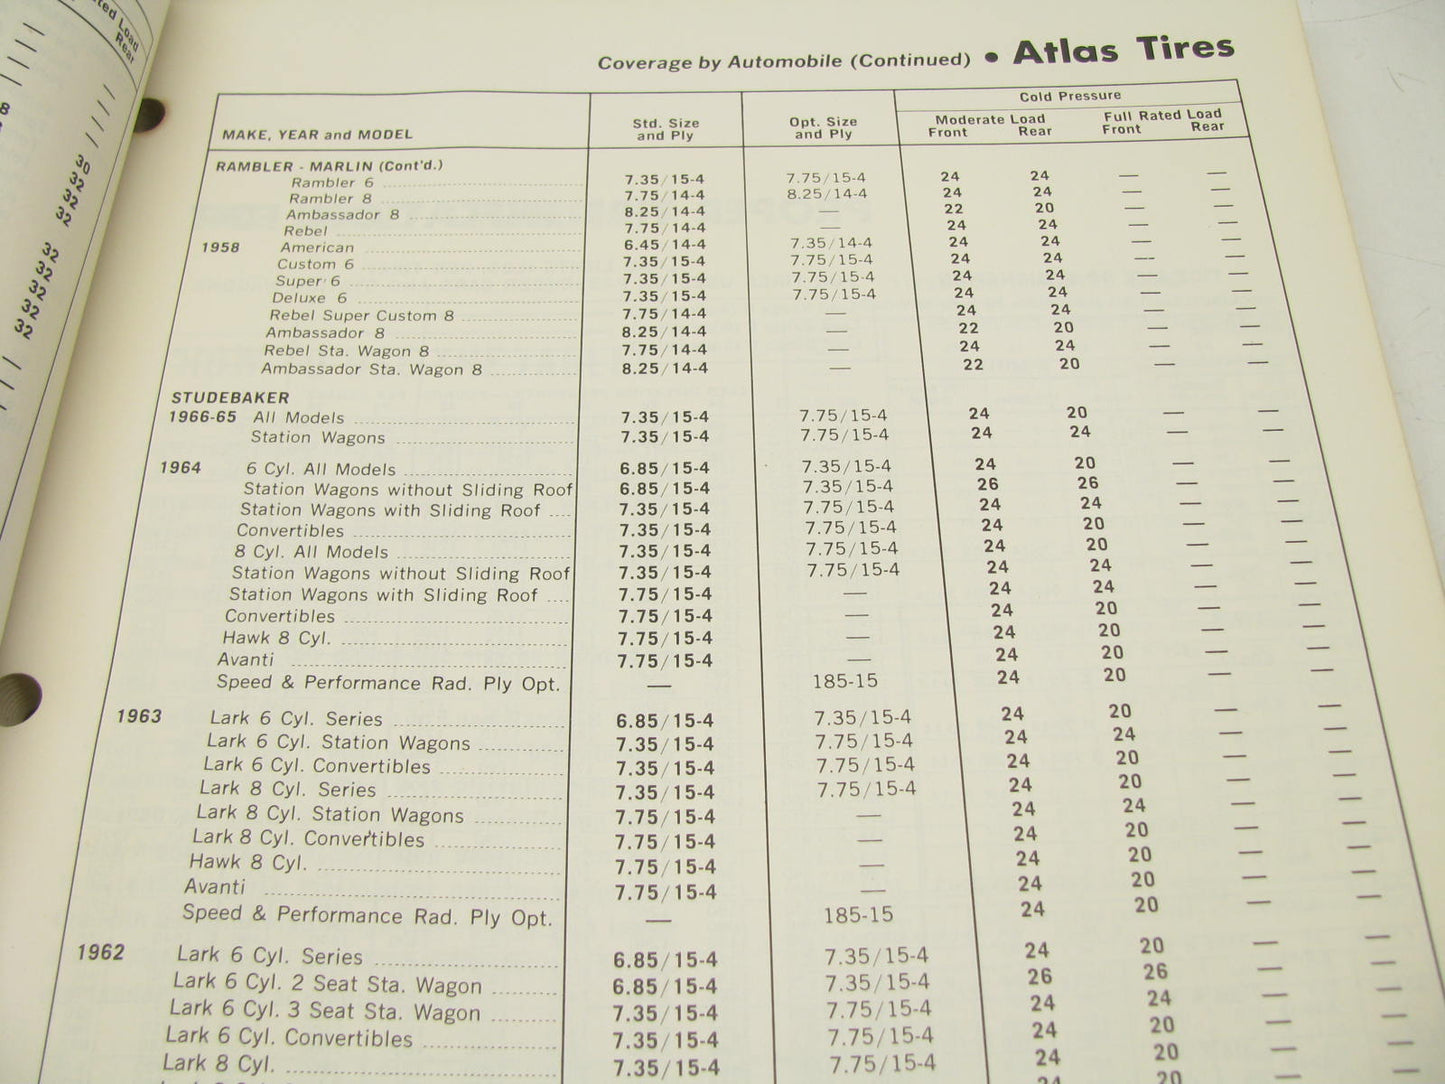 Coverage by Automobile (Continued) • Atlas Tires
Cold Pressure
MAKE, YEAR and MODEL Std. Size and Ply Opt. Size and Ply Moderate Load Front Rear Full Rated Load Front Rear
RAMBLER - MARLIN (Cont'd.)
Rambler 6 7.35/15-4 7.75/15-4 24 24 — —
Rambler 8 7.75/14-4 8.25/14-4 24 24 — —
Ambassador 8 8.25/14-4 — 22 20 — —
Rebel 7.75/14-4 — 24 24 — —
1958 American 6.45/14-4 7.35/14-4 24 24 — —
Custom 6 7.35/15-4 7.75/15-4 24 24 — —
Super 6 7.35/15-4 7.75/15-4 24 24 — —
Deluxe 6 7.35/15-4 7.75/15-4 24 24 — —
Rebel Super Custom 8 7.75/14-4 — 24 24 — —
Ambassador 8 8.25/14-4 — 22 20 — —
Rebel Sta. Wagon 8 7.75/14-4 — 24 24 — —
Ambassador Sta. Wagon 8 8.25/14-4 — 22 20 — —
STUDEBAKER
1966-65 All Models 7.35/15-4 7.75/15-4 24 20 — —
Station Wagons 7.35/15-4 7.75/15-4 24 24 — —
1964 6 Cyl. All Models 6.85/15-4 7.35/15-4 24 20 — —
Station Wagons without Sliding Roof 6.85/15-4 7.35/15-4 26 26 — —
Station Wagons with Sliding Roof 7.35/15-4 7.75/15-4 24 24 — —
Convertibles 7.35/15-4 7.75/15-4 24 20 — —
8 Cyl. All Models 7.35/15-4 7.75/15-4 24 20 — —
Station Wagons without Sliding Roof 7.35/15-4 7.75/15-4 24 24 — —
Station Wagons with Sliding Roof 7.75/15-4 — 24 24 — —
Convertibles 7.75/15-4 — 24 20 — —
Hawk 8 Cyl. 7.75/15-4 — 24 20 — —
Avanti 7.75/15-4 — 24 20 — —
Speed & Performance Rad. Ply Opt. — 185-15 24 20 — —
1963 Lark 6 Cyl. Series 6.85/15-4 7.35/15-4 24 20 — —
Lark 6 Cyl. Station Wagons 7.35/15-4 7.75/15-4 24 24 — —
Lark 6 Cyl. Convertibles 7.35/15-4 7.75/15-4 24 20 — —
Lark 8 Cyl. Series 7.35/15-4 7.75/15-4 24 20 — —
Lark 8 Cyl. Station Wagons 7.75/15-4 — 24 24 — —
Lark 8 Cyl. Convertibles 7.75/15-4 — 24 20 — —
Hawk 8 Cyl. 7.75/15-4 — 24 20 — —
Avanti 7.75/15-4 — 24 20 — —
Speed & Performance Rad. Ply Opt. — 185-15 24 20 — —
1962 Lark 6 Cyl. Series 6.85/15-4 7.35/15-4 24 20 — —
Lark 6 Cyl. 2 Seat Sta. Wagon 6.85/15-4 7.35/15-4 26 26 — —
Lark 6 Cyl. 3 Seat Sta. Wagon 7.35/15-4 7.75/15-4 24 24 — —
Lark 6 Cyl. Convertibles 7.35/15-4 7.75/15-4 24 20 — —
Lark 8 Cyl. 7.35/15-4 7.75/15-4 24 20 — —
Load
Rear
30
32
32
32
32
32
32
32
32